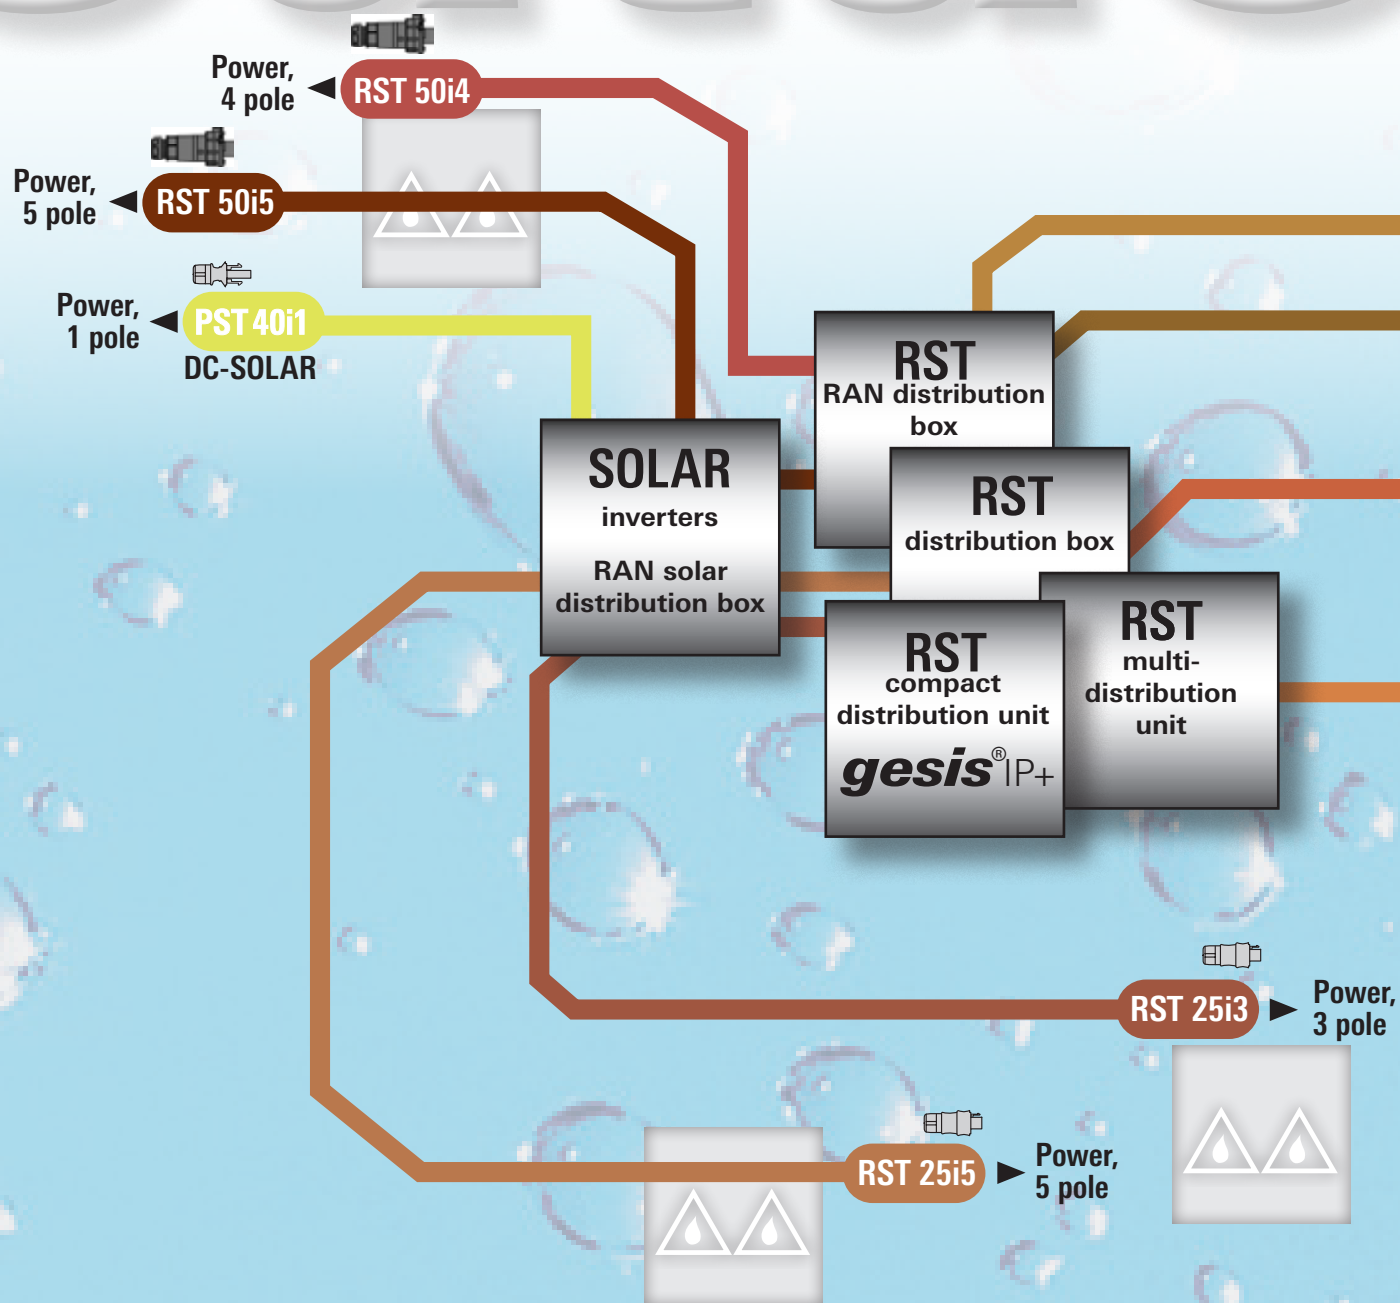 Power,
4 pole
RST 50i4
Power,
5 pole
RST 50i5
Power,
1 pole
PST 40i1
DC-SOLAR
RST
RAN distribution
box
SOLAR
inverters
RAN solar
distribution box
RST
distribution box
RST
multi-
distribution
unit
RST
compact
distribution unit
gesis® IP+
RST 25i3
Power,
3 pole
RST 25i5
Power,
5 pole